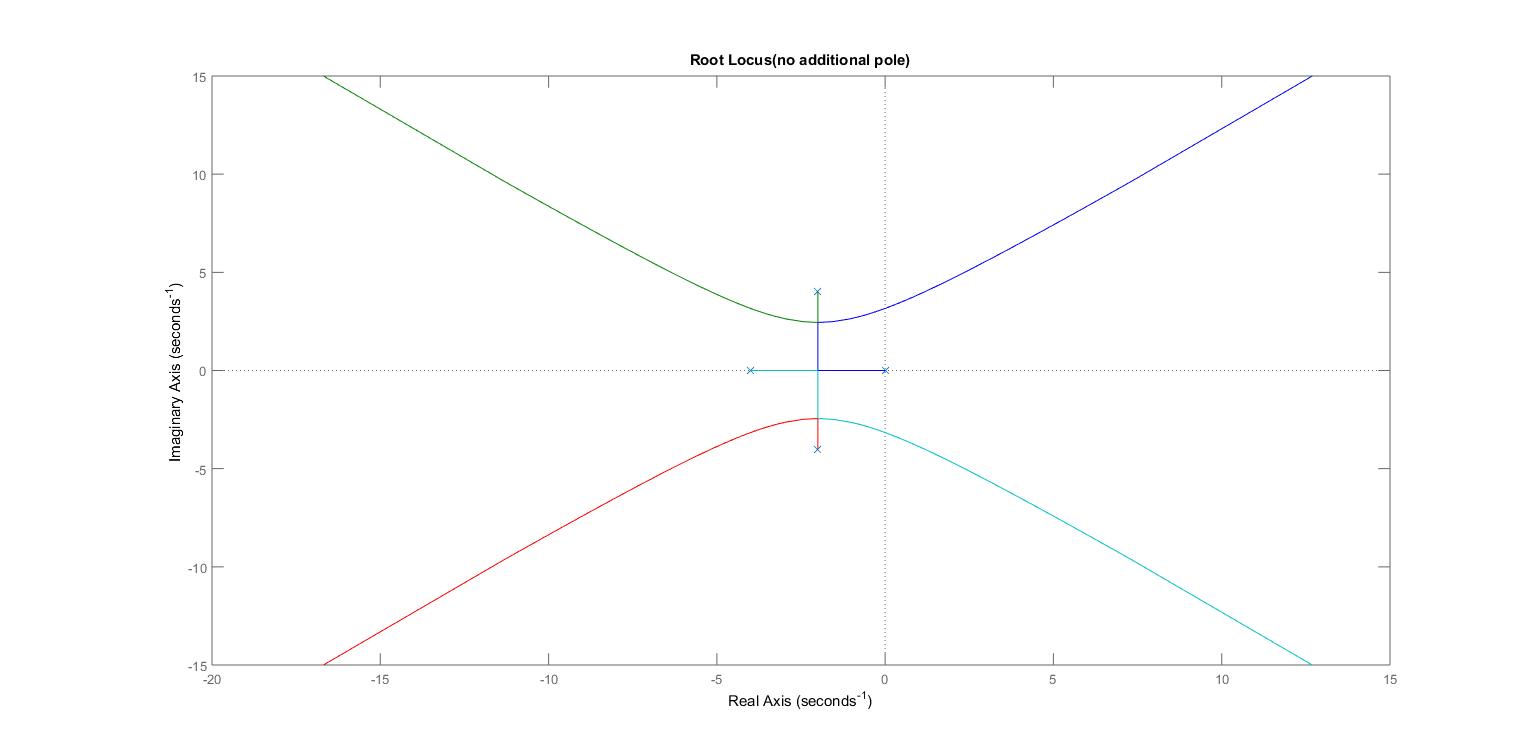 Root Locus(no additional pole)
15
10
5
0
-5
-10
-15
Imaginary Axis (seconds⁻¹)
-20 -15 -10 -5 0 5 10 15
Real Axis (seconds⁻¹)